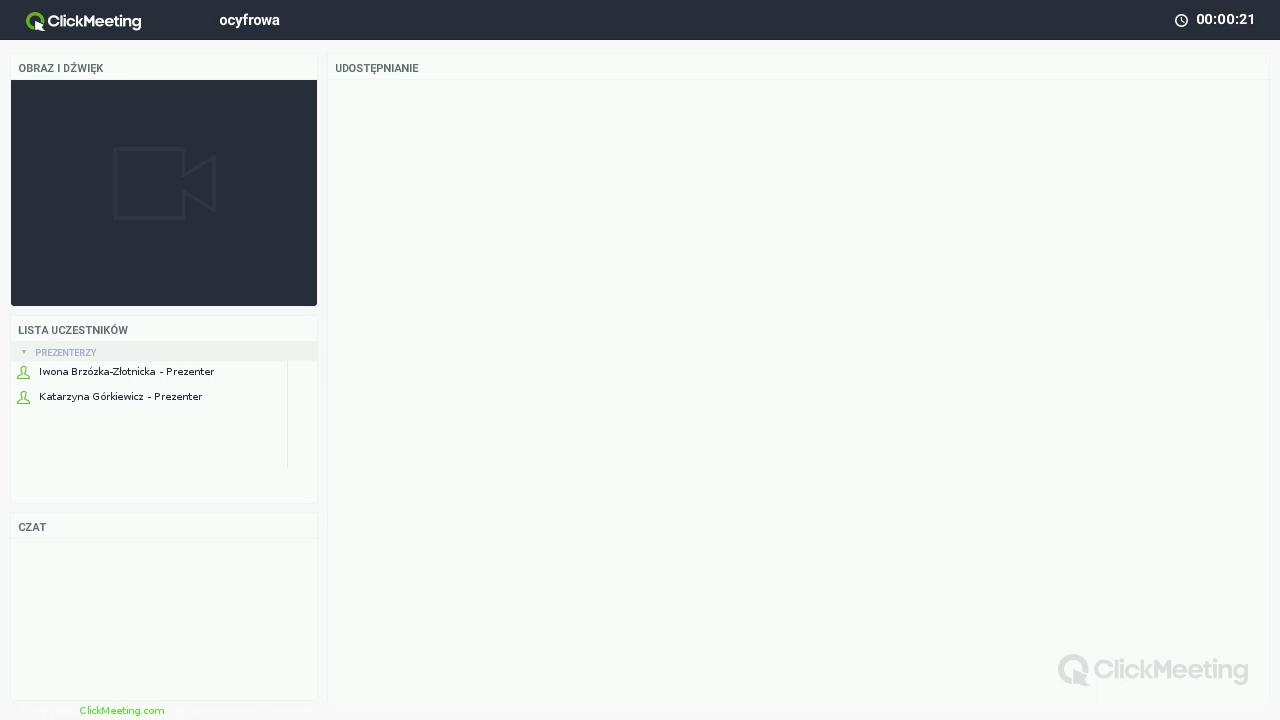 ClickMeeting
ocyfrowa
00:00:21
OBRAZ I DŹWIĘK
UDOSTĘPNIANIE
LISTA UCZESTNIKÓW
PREZENTERZY
Iwona Brzózka-Złotnicka - Prezenter
Katarzyna Górkiewicz - Prezenter
CZAT
ClickMeeting
ClickMeeting.com